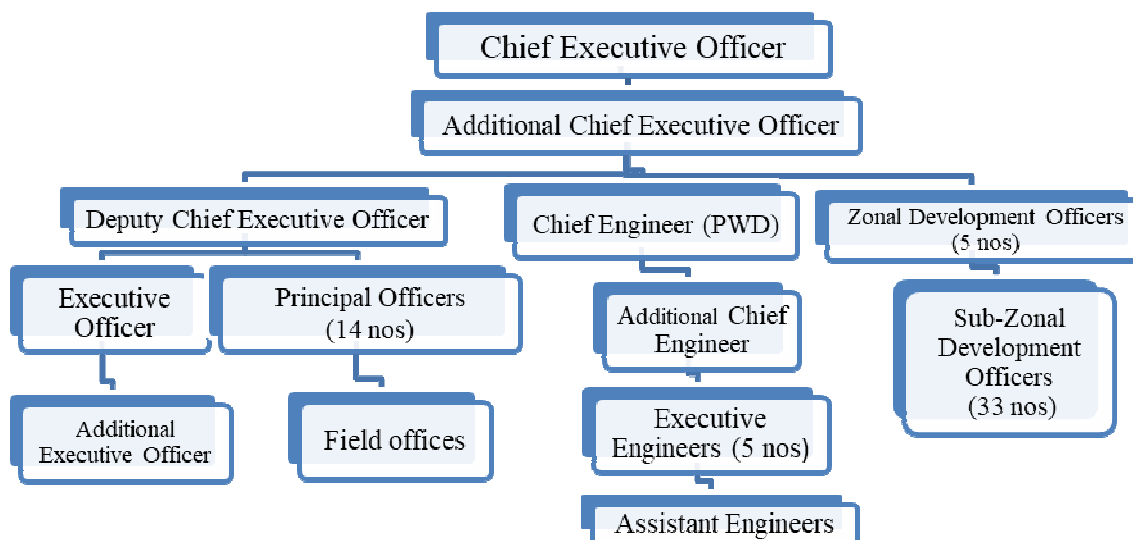 Chief Executive Officer
Additional Chief Executive Officer
Deputy Chief Executive Officer
Chief Engineer (PWD)
Zonal Development Officers
(5 nos)
Executive
Officer
Principal Officers
(14 nos)
Additional Chief
Engineer
Sub-Zonal
Development
Officers
(33 nos)
Additional
Executive Officer
Field offices
Executive
Engineers (5 nos)
Assistant Engineers